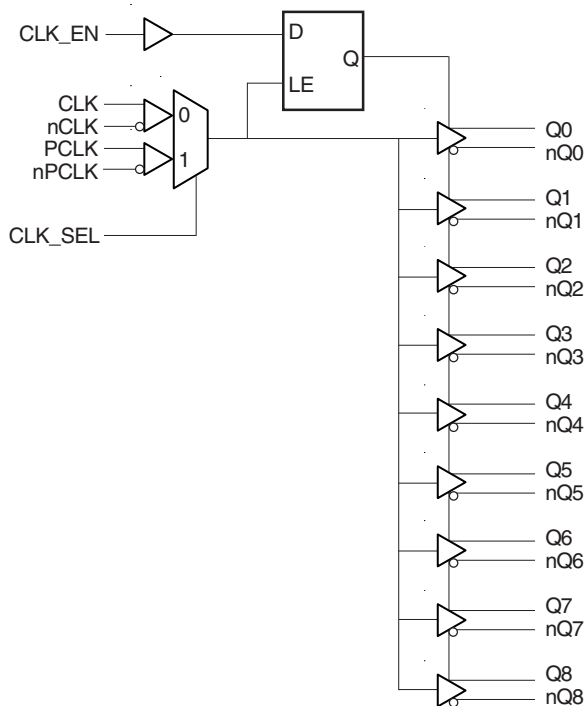 CLK_EN
D
Q
LE
CLK
nCLK
0
PCLK
nPCLK
1
CLK_SEL
Q0
nQ0
Q1
nQ1
Q2
nQ2
Q3
nQ3
Q4
nQ4
Q5
nQ5
Q6
nQ6
Q7
nQ7
Q8
nQ8